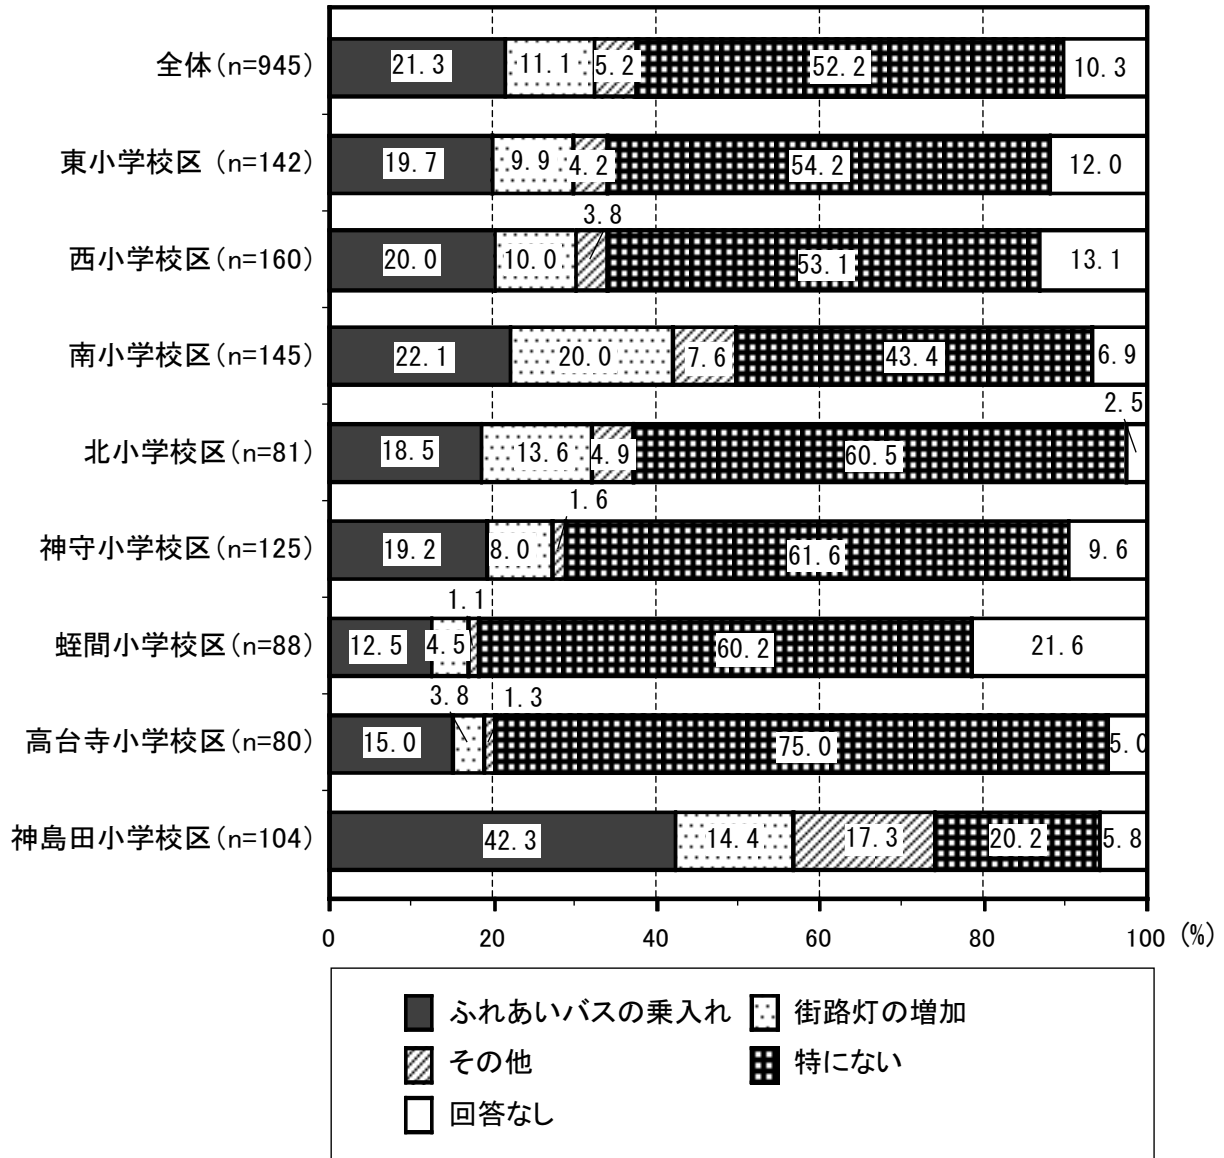 全体(n=945) 21.3 11.1 5.2 52.2 10.3
東小学校区 (n=142) 19.7 9.9 4.2 54.2 12.0
3.8
西小学校区(n=160) 20.0 10.0 53.1 13.1
南小学校区(n=145) 22.1 20.0 7.6 43.4 6.9
2.5
北小学校区(n=81) 18.5 13.6 4.9 60.5
1.6
神守小学校区(n=125) 19.2 8.0 61.6 9.6
1.1
蛭間小学校区(n=88) 12.5 4.5 60.2 21.6
3.8 1.3
高台寺小学校区(n=80) 15.0 75.0 5.0
神島田小学校区(n=104) 42.3 14.4 17.3 20.2 5.8
0 20 40 60 80 100 (%)
ふれあいバスの乗入れ 街路灯の増加
その他 特にない
回答なし